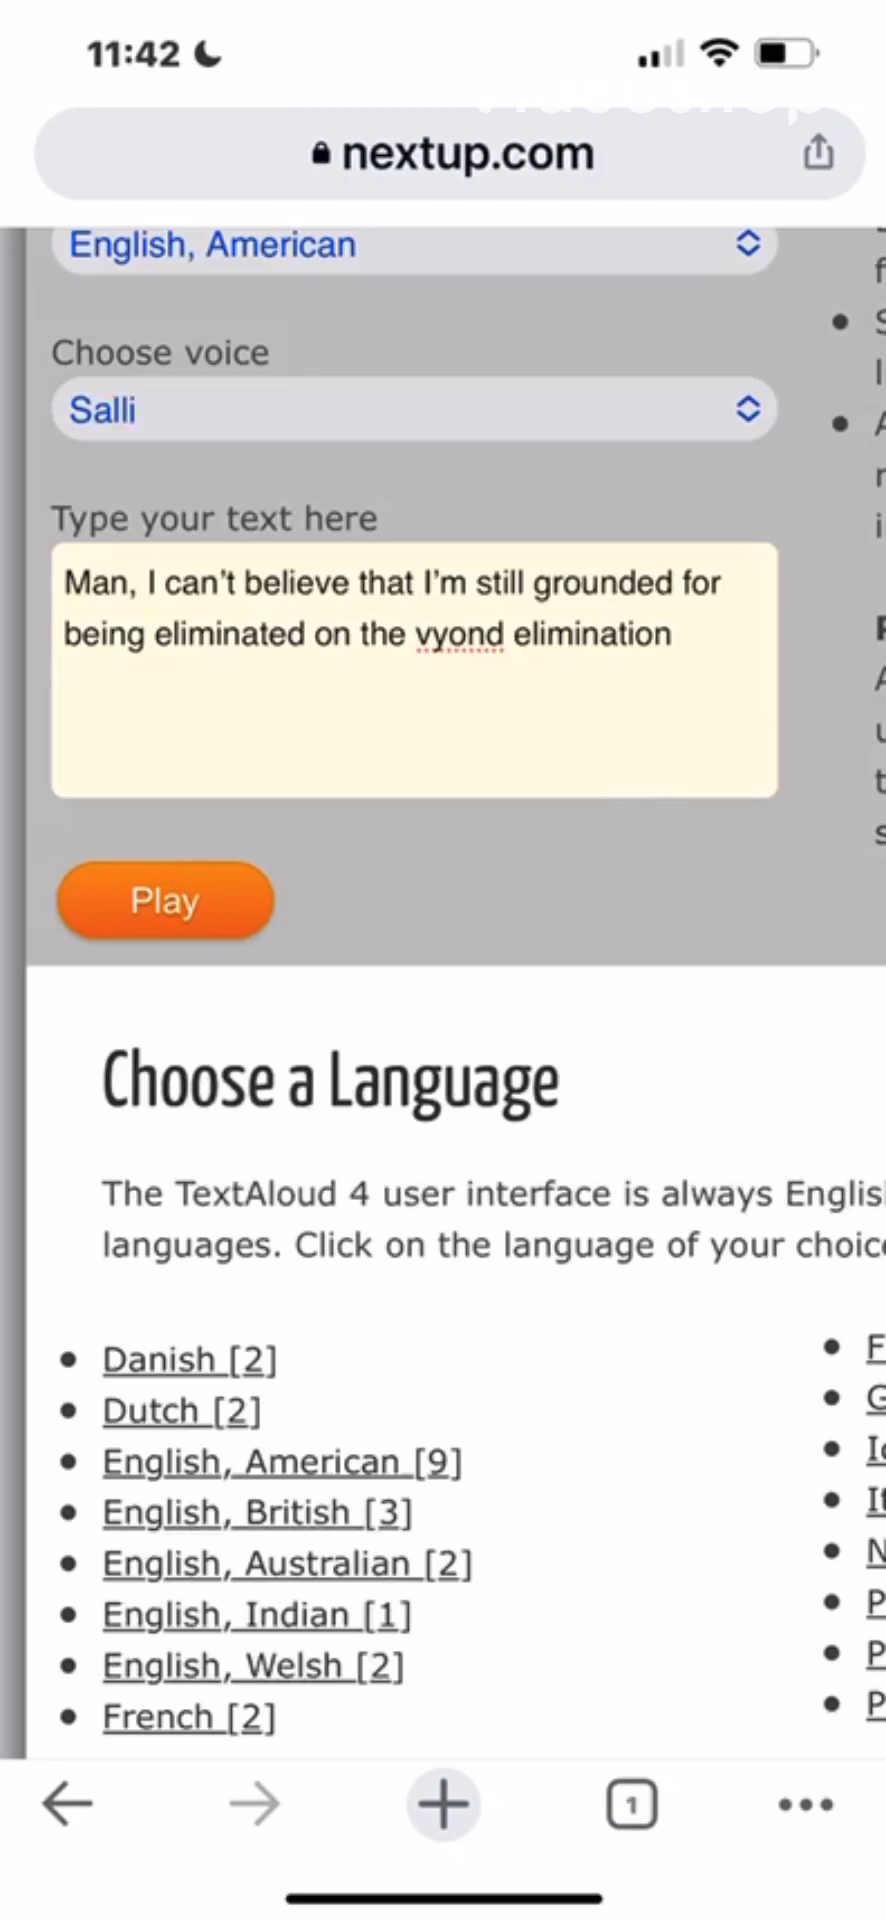 11:42
nextup.com
English, American
Choose voice
Salli
Type your text here
Man, I can't believe that I'm still grounded for
being eliminated on the vyond elimination
Play
Choose a Language
The TextAloud 4 user interface is always
languages. Click on the language of your
Danish [2]
Dutch [2]
English, American [9]
English, British [3]
English, Australian [2]
English, Indian [1]
English, Welsh [2]
French [2]
1